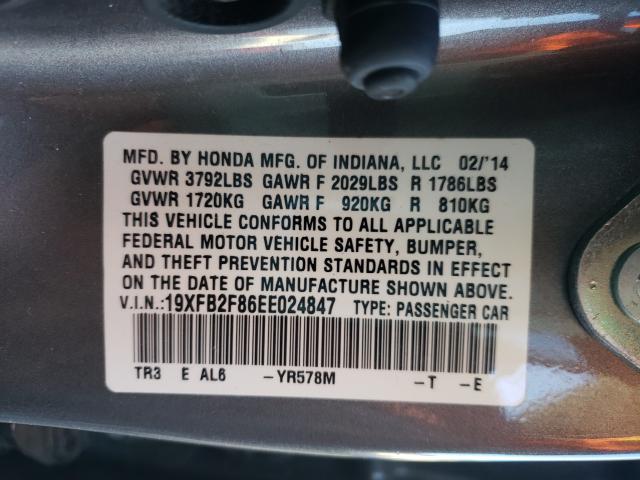 MFD. BY HONDA MFG. OF INDIANA, LLC 02/'14
GVWR 3792LBS GAWR F 2029LBS R 1786LBS
GVWR 1720KG GAWR F 920KG R 810KG
THIS VEHICLE CONFORMS TO ALL APPLICABLE
FEDERAL MOTOR VEHICLE SAFETY, BUMPER,
AND THEFT PREVENTION STANDARDS IN EFFECT
ON THE DATE OF MANUFACTURE SHOWN ABOVE.
V.I.N.:19XFB2F86EE024847 TYPE: PASSENGER CAR
TR3 E AL6 -YR578M -T -E